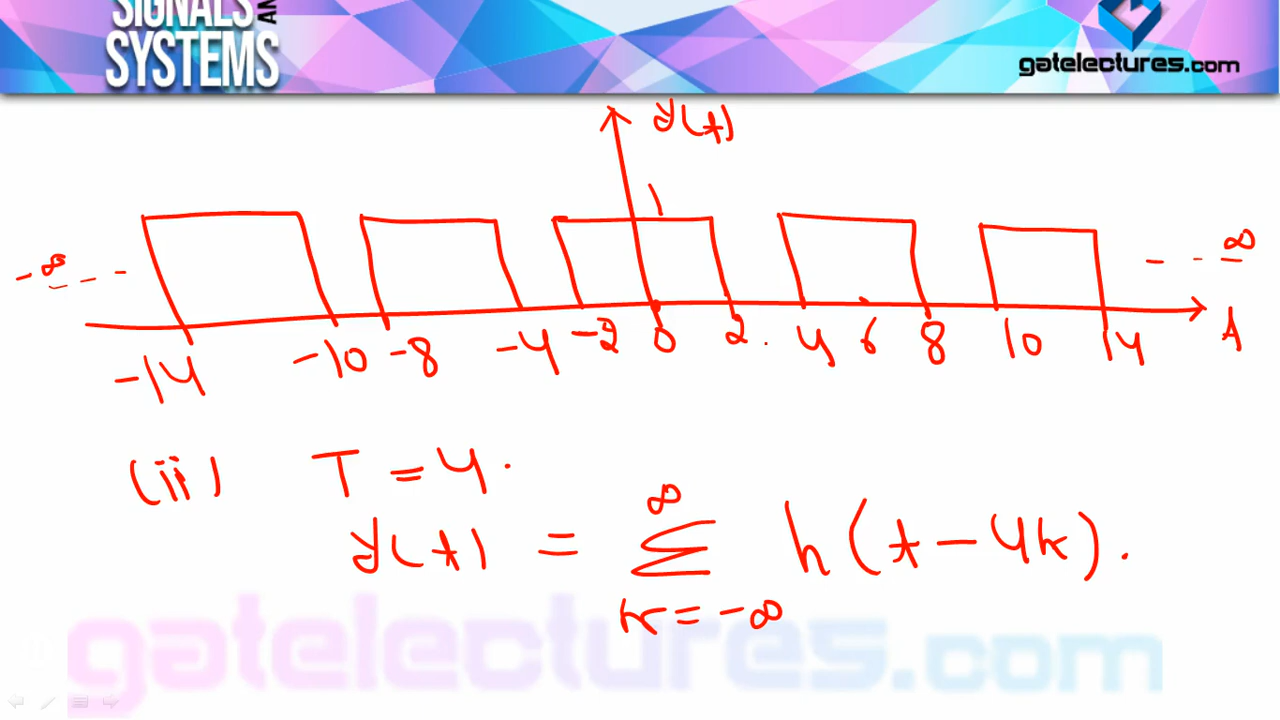 SIGNALS AND
SYSTEMS
gatelectures.com
y(t)
1
-∞ ∞
-14 -10 -8 -4 -2 0 2 4 6 8 10 14 t
(ii) T = 4.
y(t) = ∑ h(t - 4k).
∞
k = -∞
gatelectures.com